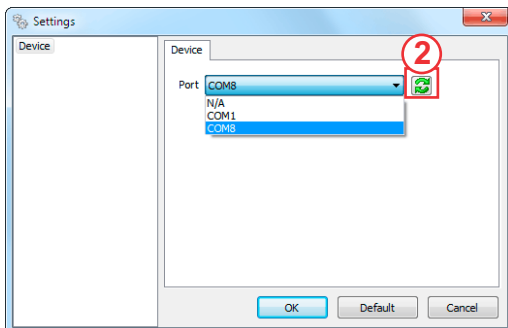 Settings
x
Device
Device
2
Port COM8
N/A
COM1
COM8
OK Default Cancel